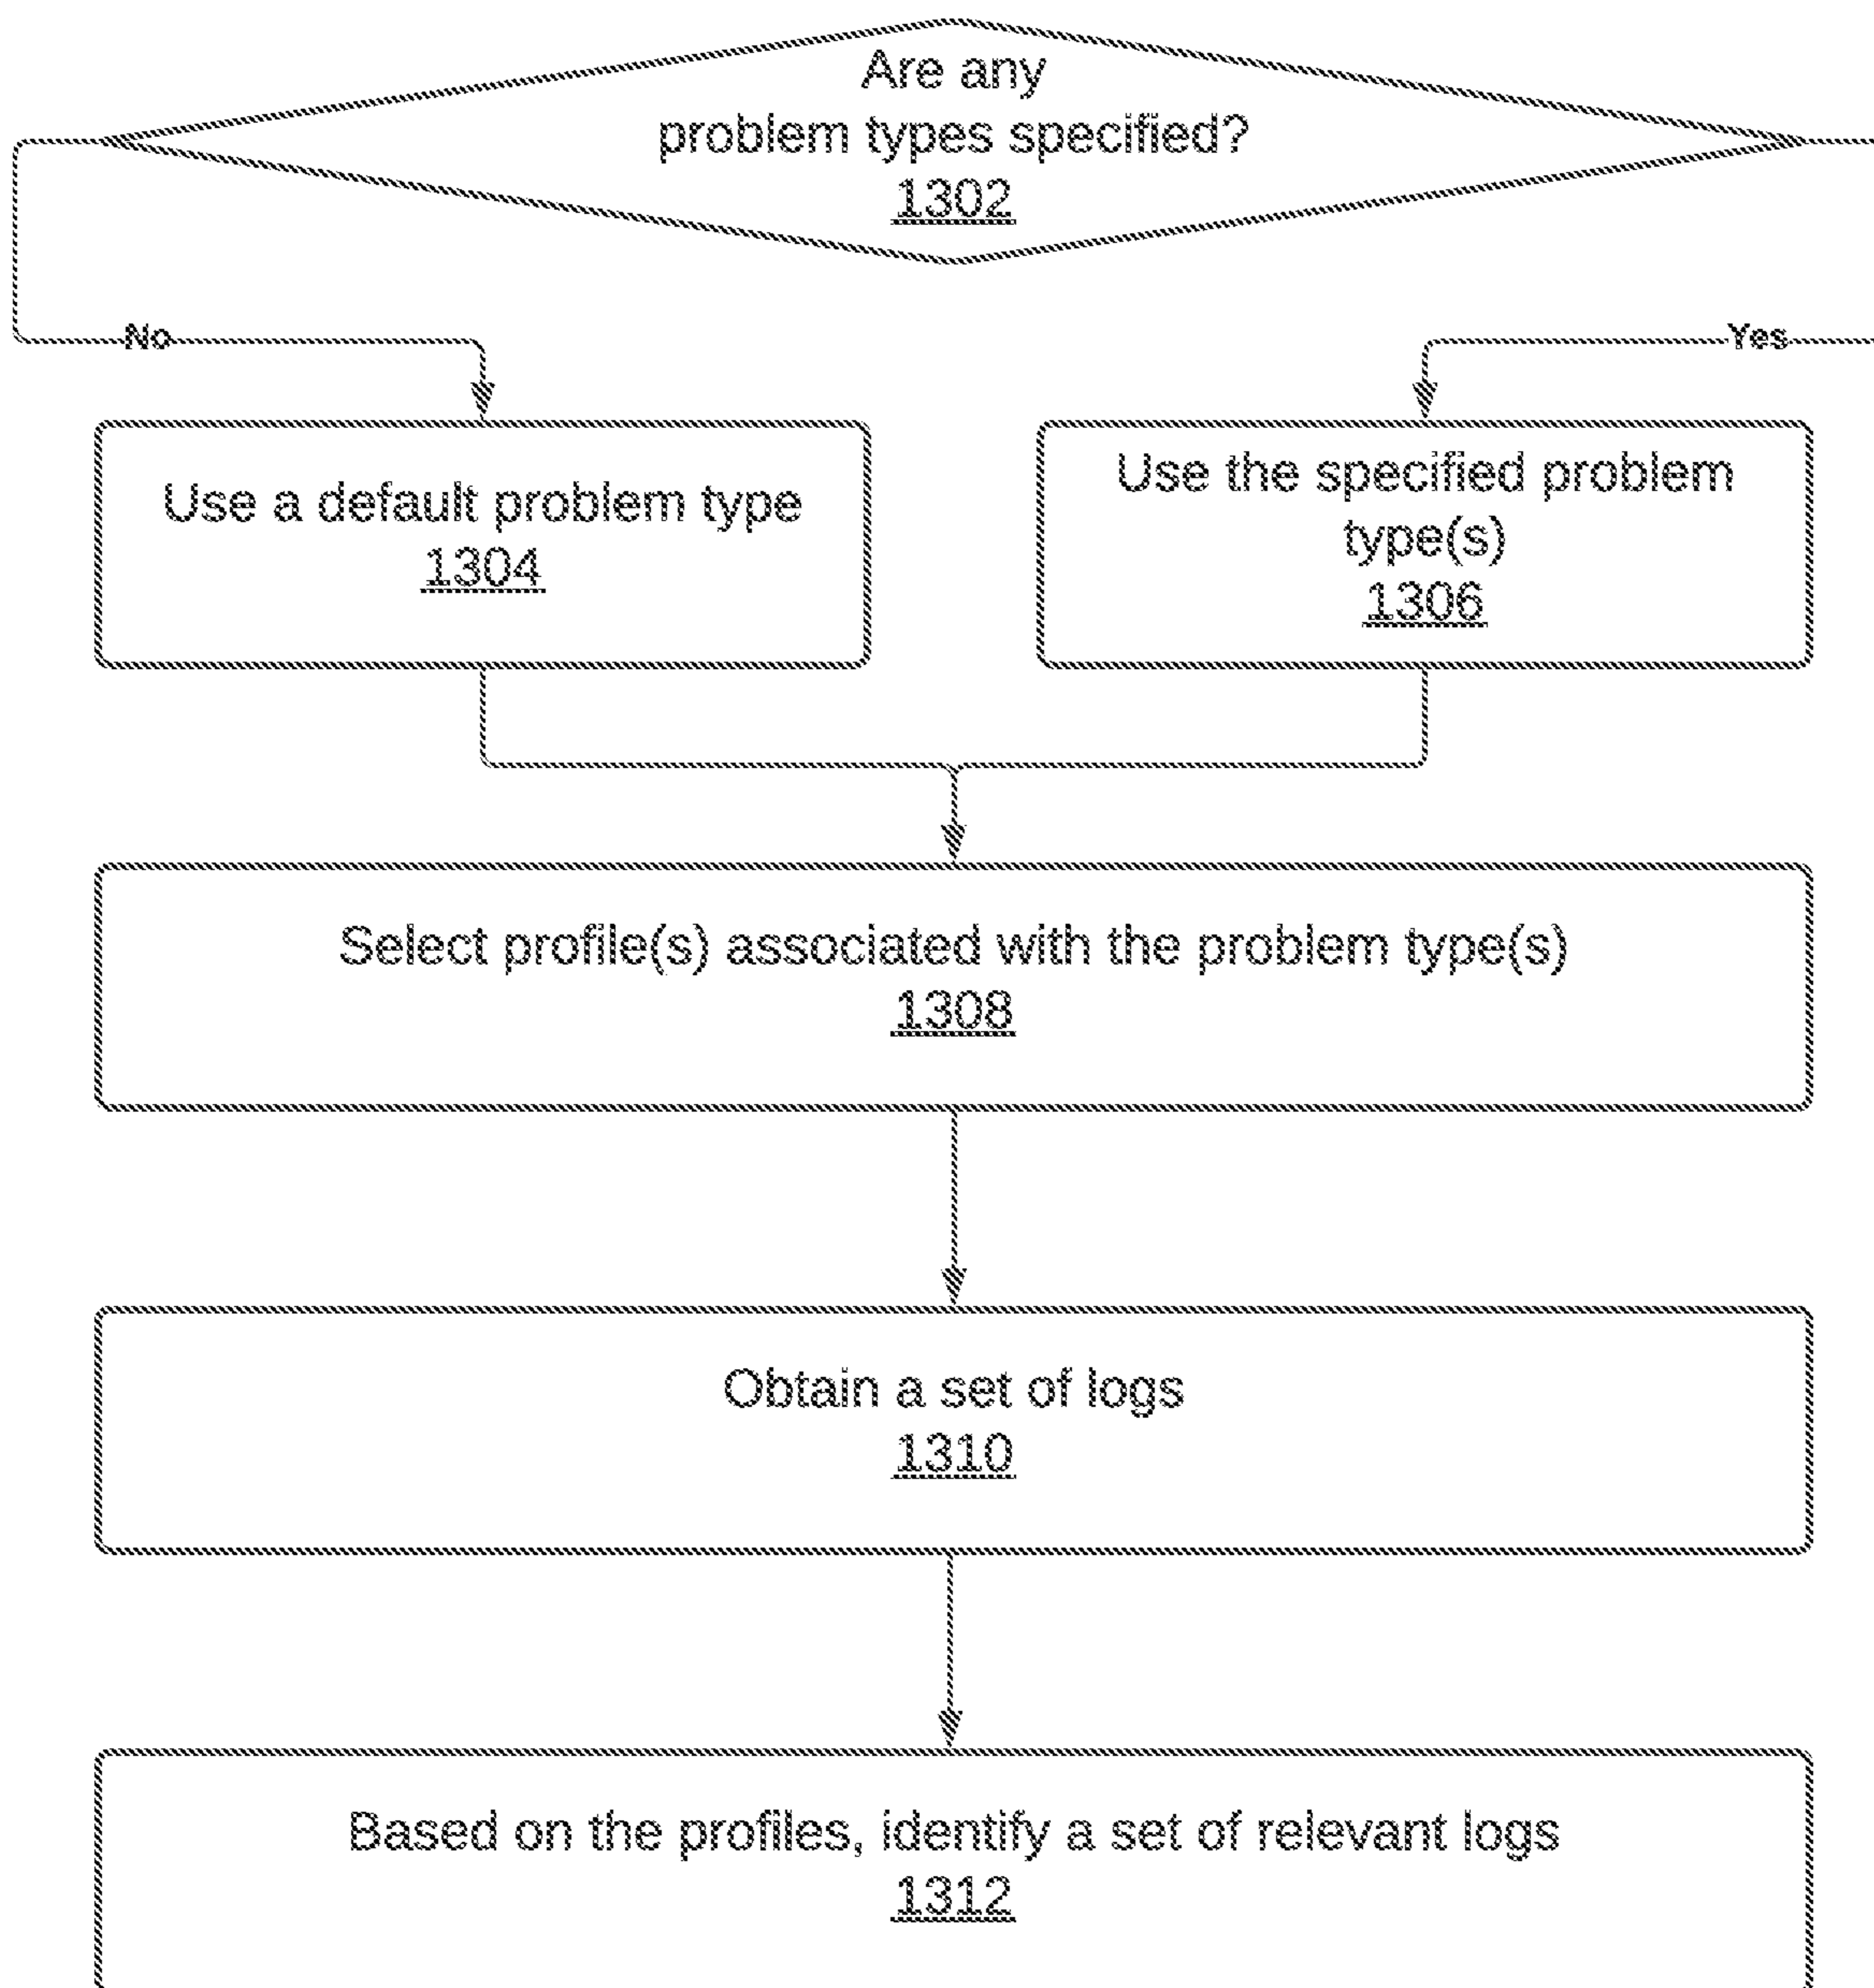 Are any
problem types specified?
1302
No
Yes
Use a default problem type
1304
Use the specified problem
type(s)
1306
Select profile(s) associated with the problem type(s)
1308
Obtain a set of logs
1310
Based on the profiles, identify a set of relevant logs
1312